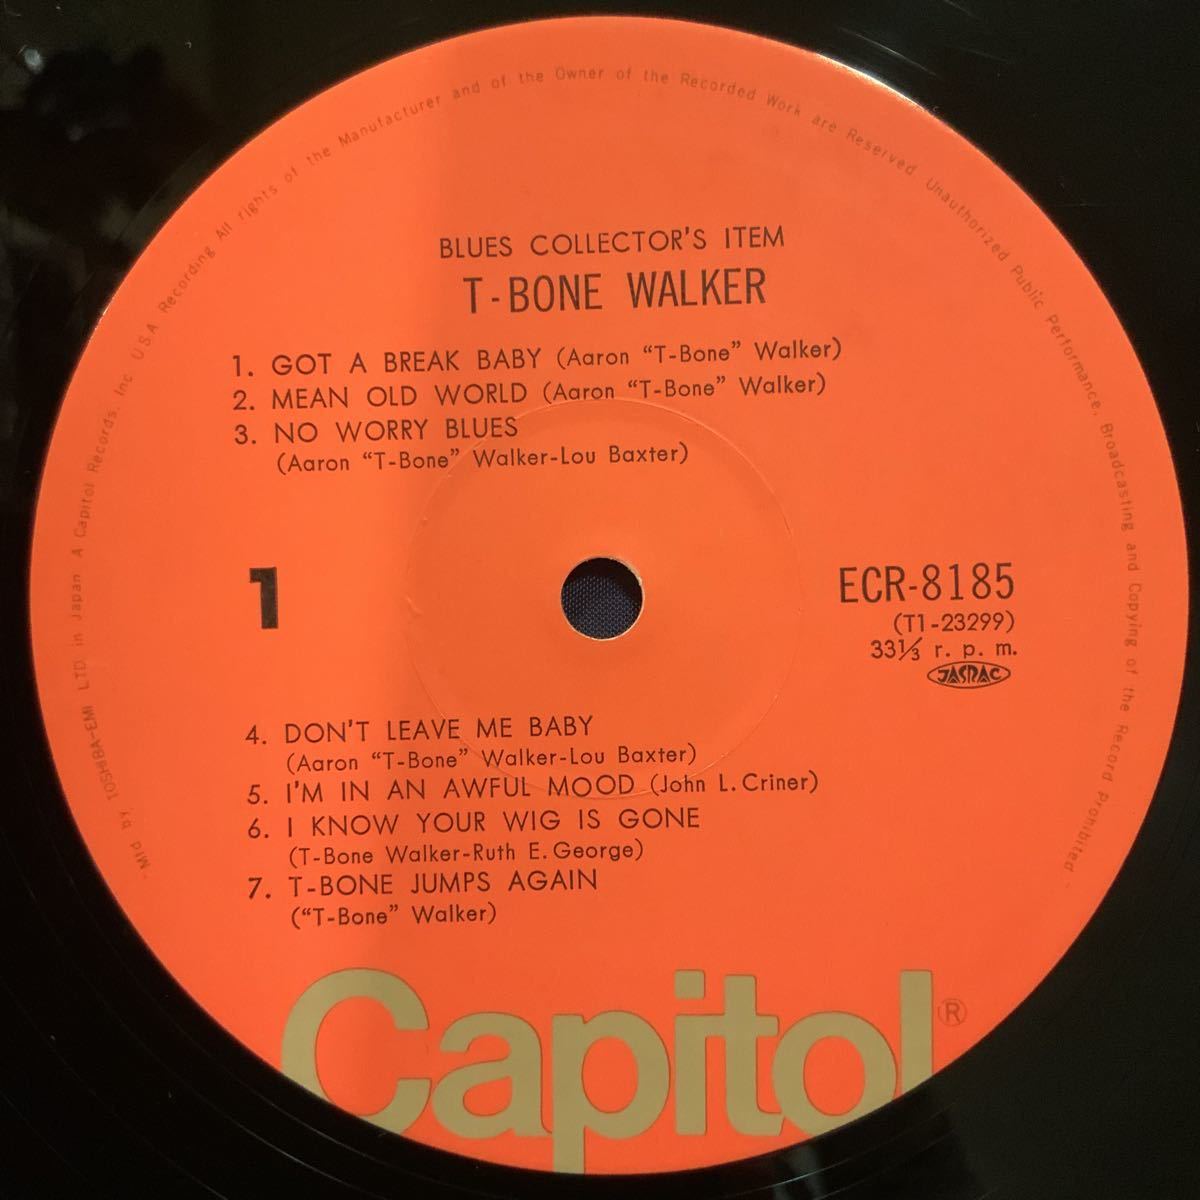 Mfd by, TOSHIBA-EMI LTD in Japan. A Capitol Records, Inc USA Recording All rights of the Manufacturer and of the Owner of the Recorded Work are Reserved Unauthorized Public Performance, Broadcasting and Copying of the Record Prohibited
BLUES COLLECTOR'S ITEM
T-BONE WALKER
1. GOT A BREAK BABY (Aaron “T-Bone” Walker)
2. MEAN OLD WORLD (Aaron “T-Bone” Walker)
3. NO WORRY BLUES
(Aaron “T-Bone” Walker-Lou Baxter)
1
ECR-8185
(T1-23299)
33⅓ r. p. m.
JASRAC
4. DON'T LEAVE ME BABY
(Aaron “T-Bone” Walker-Lou Baxter)
5. I'M IN AN AWFUL MOOD (John L. Criner)
6. I KNOW YOUR WIG IS GONE
(T-Bone Walker-Ruth E. George)
7. T-BONE JUMPS AGAIN
(“T-Bone” Walker)
Capitol®